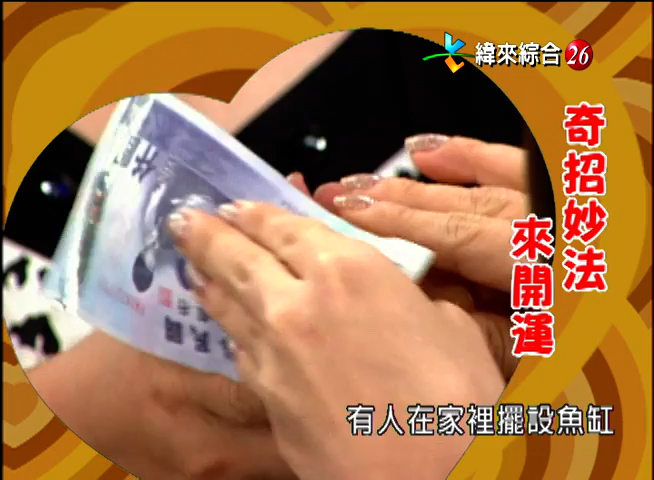 緯來綜合26
奇招妙法
來開運
有人在家裡擺設魚缸